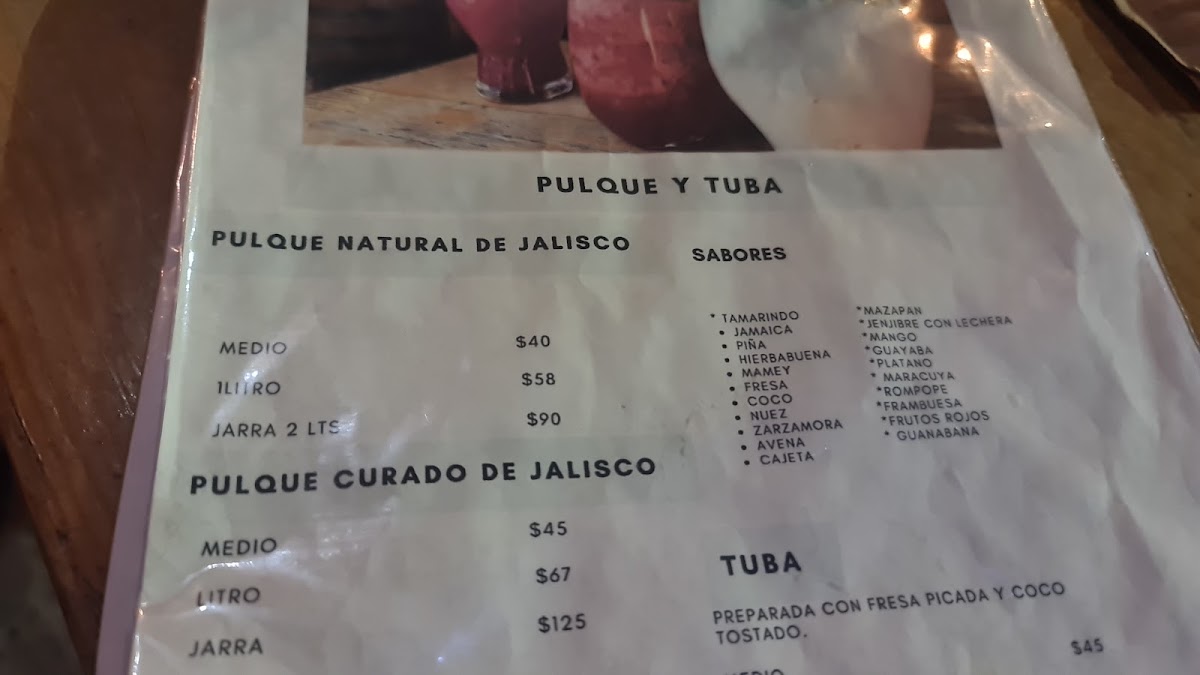 PULQUE Y TUBA
PULQUE NATURAL DE JALISCO
MEDIO $40
1LITRO $58
JARRA 2 LTS $90
PULQUE CURADO DE JALISCO
MEDIO $45
LITRO $67
JARRA $125
SABORES
* TAMARINDO
• JAMAICA
• PIÑA
• HIERBABUENA
• MAMEY
• FRESA
• COCO
• NUEZ
• ZARZAMORA
• AVENA
• CAJETA
*MAZAPAN
*JENJIBRE CON LECHERA
*MANGO
*GUAYABA
*PLATANO
* MARACUYA
*ROMPOPE
*FRAMBUESA
*FRUTOS ROJOS
* GUANABANA
TUBA
PREPARADA CON FRESA PICADA Y COCO
TOSTADO.
MEDIO $45